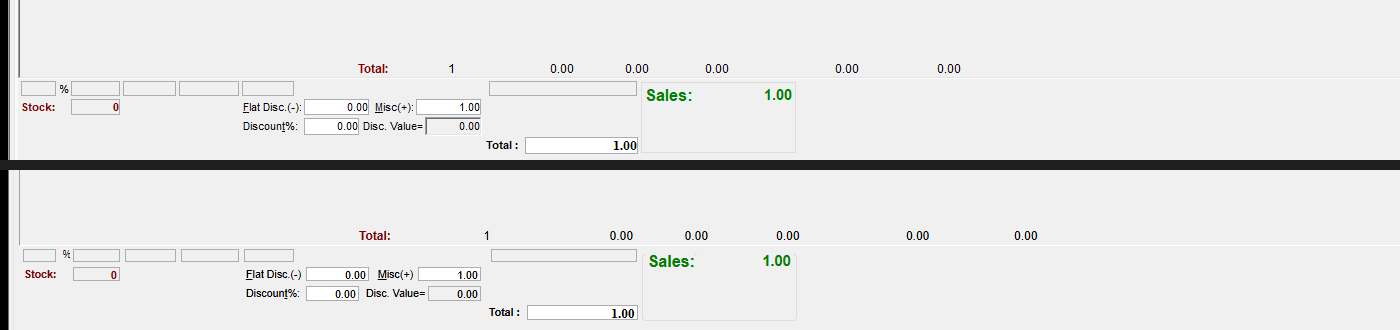 Total: 1 0.00 0.00 0.00 0.00 0.00
% Sales: 1.00
Stock: 0 Flat Disc.(-): 0.00 Misc(+): 1.00
Discount%: 0.00 Disc. Value= 0.00
Total : 1.00
Total: 1 0.00 0.00 0.00 0.00 0.00
% Sales: 1.00
Stock: 0 Flat Disc.(-) 0.00 Misc(+) 1.00
Discount%: 0.00 Disc. Value= 0.00
Total : 1.00